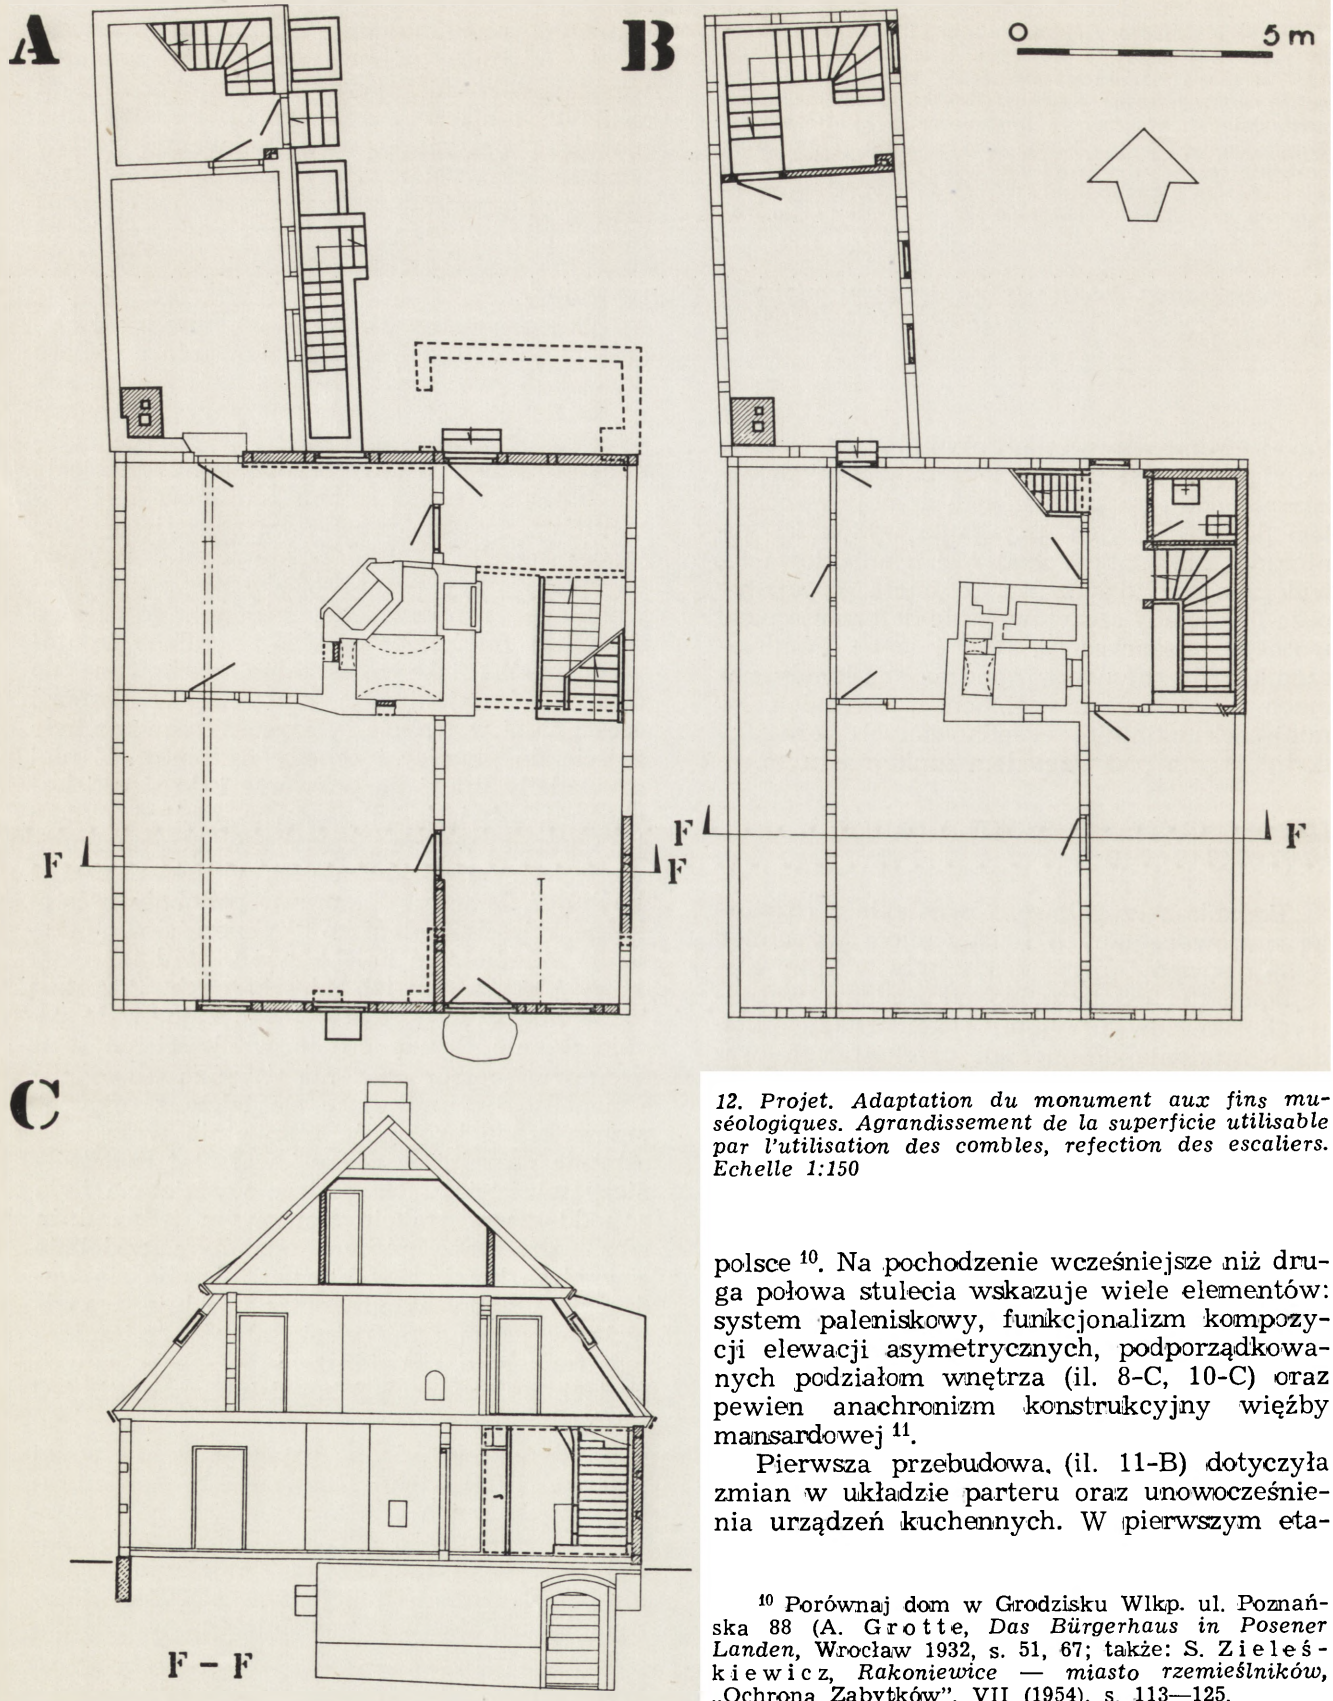 A
B
0 5 m
F
F
F
F
C
F – F
12. Projet. Adaptation du monument aux fins mu-
séologiques. Agrandissement de la superficie utilisable
par l'utilisation des combles, refection des escaliers.
Echelle 1:150
polsce ¹⁰. Na pochodzenie wcześniejsze niż dru-
ga połowa stulecia wskazuje wiele elementów:
system paleniskowy, funkcjonalizm kompozy-
cji elewacji asymetrycznych, podporządkowa-
nych podziałom wnętrza (il. 8-C, 10-C) oraz
pewien anachronizm konstrukcyjny więźby
mansardowej ¹¹.
Pierwsza przebudowa. (il. 11-B) dotyczyła
zmian w układzie parteru oraz unowocześnie-
nia urządzeń kuchennych. W pierwszym eta-
¹⁰ Porównaj dom w Grodzisku Wlkp. ul. Poznań-
ska 88 (A. Grotte, Das Bürgerhaus in Posener
Landen, Wrocław 1932, s. 51, 67; także: S. Zieleś-
kiewicz, Rakoniewice — miasto rzemieślników,
„Ochrona Zabytków”, VII (1954), s. 113—125.